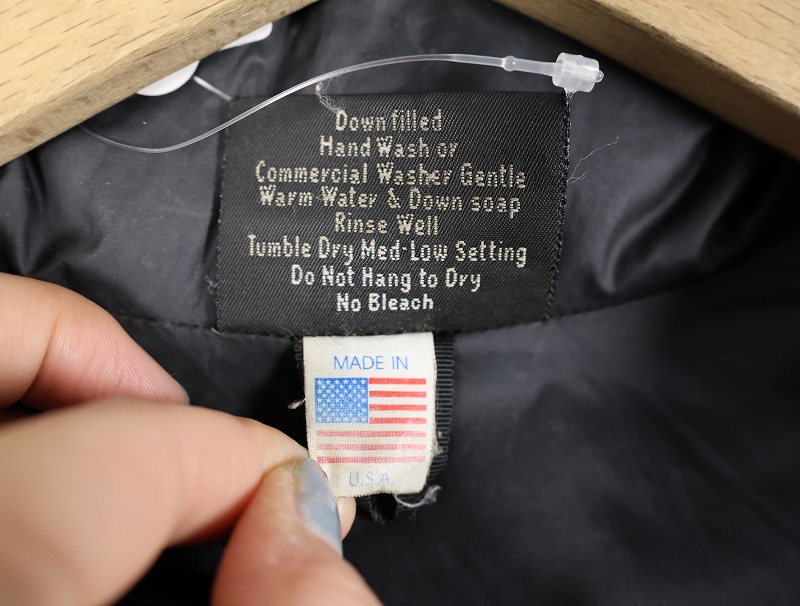 Down filled
Hand Wash or
Commercial Washer Gentle
Warm Water & Down soap
Rinse Well
Tumble Dry Med-Low Setting
Do Not Hang to Dry
No Bleach
MADE IN
U.S.A.